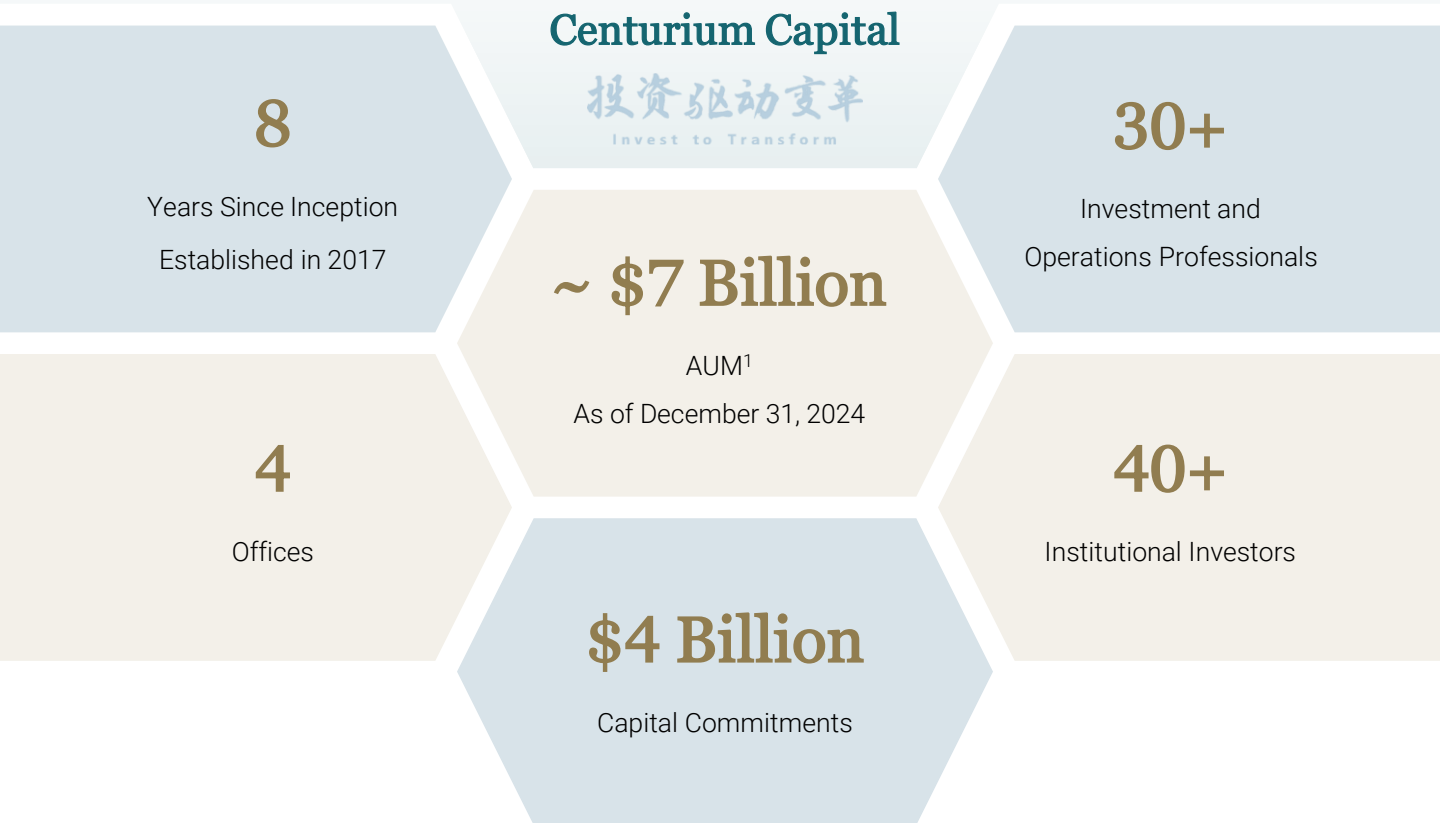 Centurium Capital
投资驱动变革
Invest to Transform
8
Years Since Inception
Established in 2017
30+
Investment and
Operations Professionals
~ $7 Billion
AUM¹
As of December 31, 2024
4
Offices
40+
Institutional Investors
$4 Billion
Capital Commitments